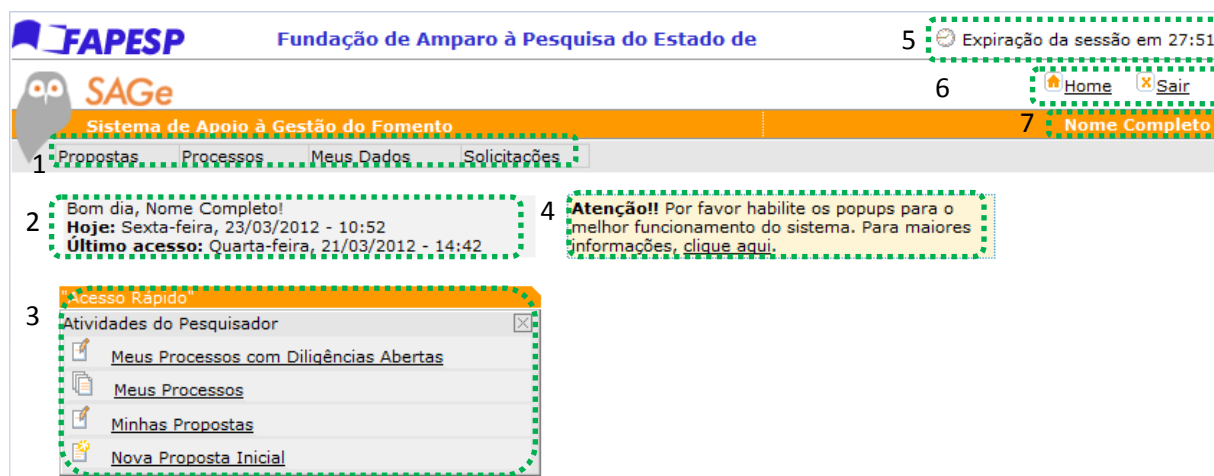 FAPESP
Fundação de Amparo à Pesquisa do Estado de
5
Expiração da sessão em 27:51
SAGe
6
Home
Sair
Sistema de Apoio à Gestão do Fomento
7
Nome Completo
1
Propostas Processos Meus Dados Solicitações
2
Bom dia, Nome Completo!
Hoje: Sexta-feira, 23/03/2012 - 10:52
Último acesso: Quarta-feira, 21/03/2012 - 14:42
4
Atenção!! Por favor habilite os popups para o
melhor funcionamento do sistema. Para maiores
informações, clique aqui.
3
"Acesso Rápido"
Atividades do Pesquisador
Meus Processos com Diligências Abertas
Meus Processos
Minhas Propostas
Nova Proposta Inicial